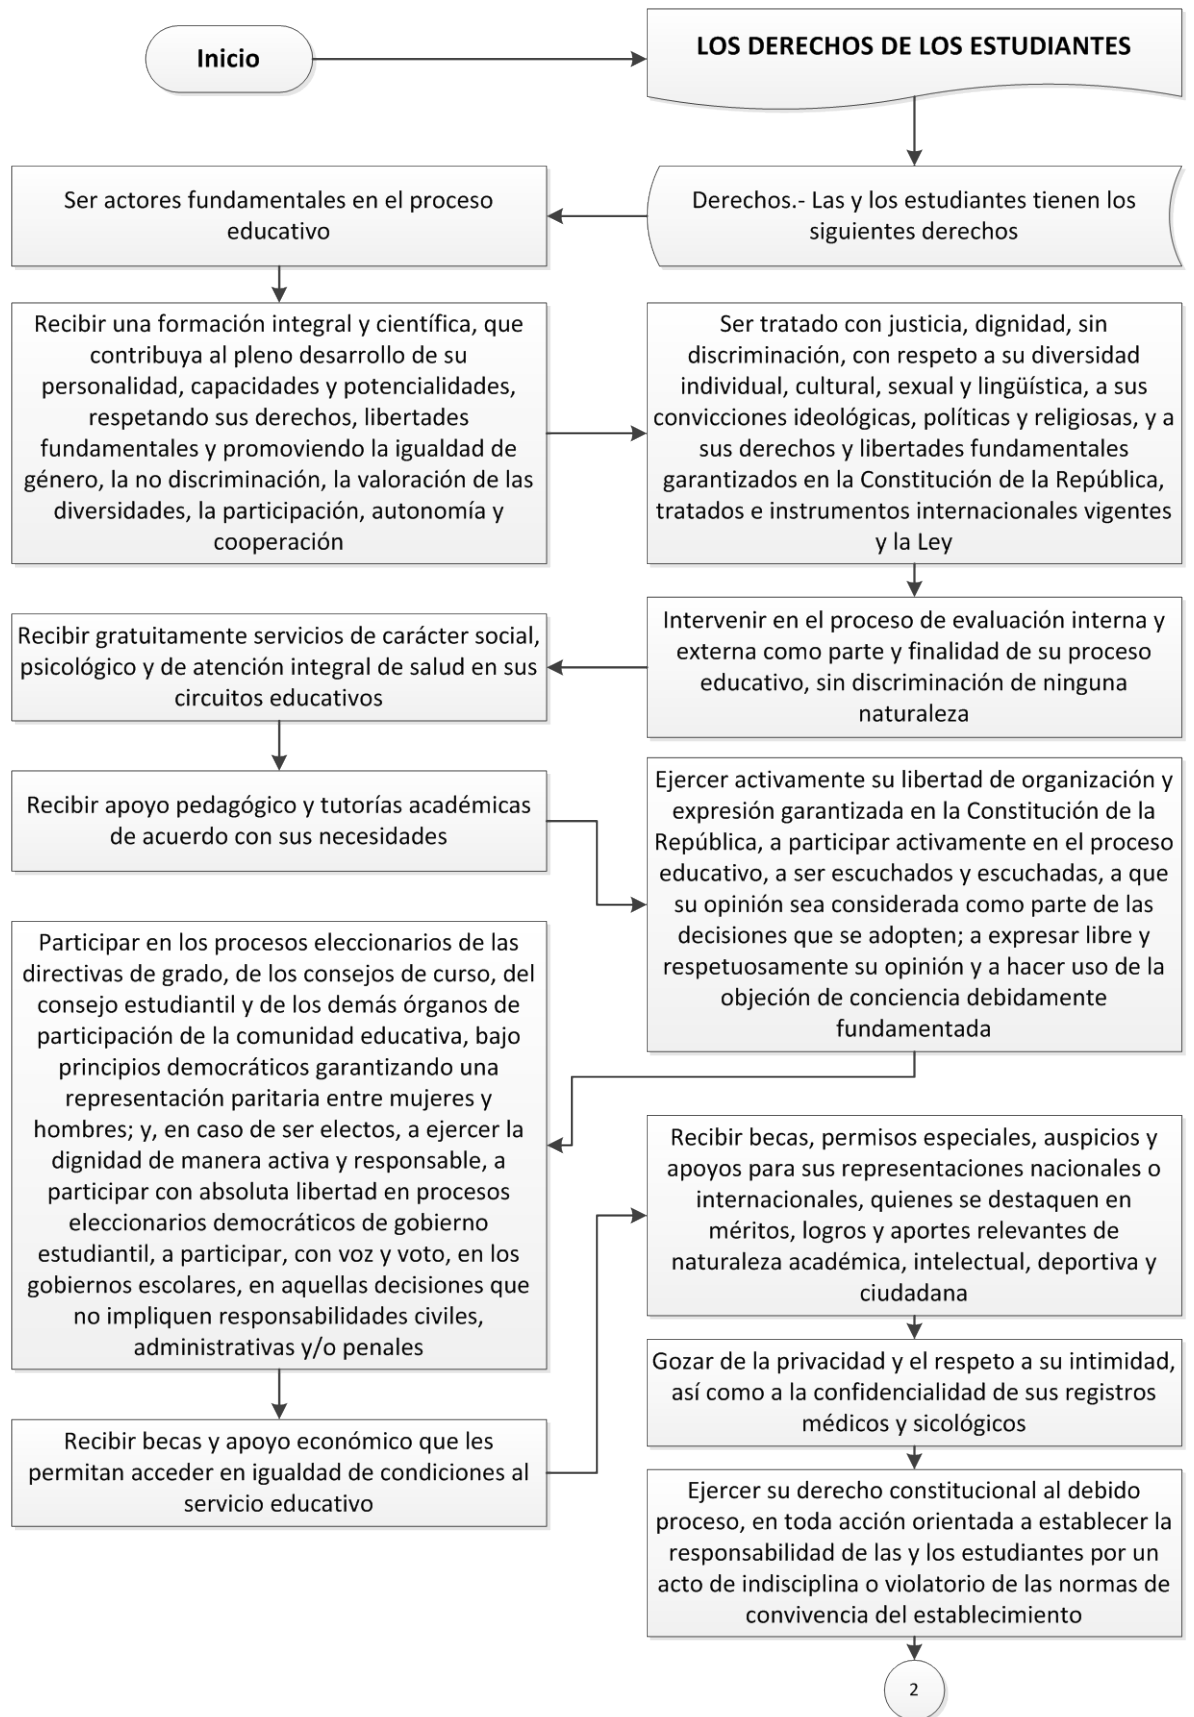 Inicio
LOS DERECHOS DE LOS ESTUDIANTES
Derechos.- Las y los estudiantes tienen los
siguientes derechos
Ser actores fundamentales en el proceso
educativo
Recibir una formación integral y científica, que
contribuya al pleno desarrollo de su
personalidad, capacidades y potencialidades,
respetando sus derechos, libertades
fundamentales y promoviendo la igualdad de
género, la no discriminación, la valoración de las
diversidades, la participación, autonomía y
cooperación
Ser tratado con justicia, dignidad, sin
discriminación, con respeto a su diversidad
individual, cultural, sexual y lingüística, a sus
convicciones ideológicas, políticas y religiosas, y a
sus derechos y libertades fundamentales
garantizados en la Constitución de la República,
tratados e instrumentos internacionales vigentes
y la Ley
Intervenir en el proceso de evaluación interna y
externa como parte y finalidad de su proceso
educativo, sin discriminación de ninguna
naturaleza
Recibir gratuitamente servicios de carácter social,
psicológico y de atención integral de salud en sus
circuitos educativos
Recibir apoyo pedagógico y tutorías académicas
de acuerdo con sus necesidades
Ejercer activamente su libertad de organización y
expresión garantizada en la Constitución de la
República, a participar activamente en el proceso
educativo, a ser escuchados y escuchadas, a que
su opinión sea considerada como parte de las
decisiones que se adopten; a expresar libre y
respetuosamente su opinión y a hacer uso de la
objeción de conciencia debidamente
fundamentada
Participar en los procesos eleccionarios de las
directivas de grado, de los consejos de curso, del
consejo estudiantil y de los demás órganos de
participación de la comunidad educativa, bajo
principios democráticos garantizando una
representación paritaria entre mujeres y
hombres; y, en caso de ser electos, a ejercer la
dignidad de manera activa y responsable, a
participar con absoluta libertad en procesos
eleccionarios democráticos de gobierno
estudiantil, a participar, con voz y voto, en los
gobiernos escolares, en aquellas decisiones que
no impliquen responsabilidades civiles,
administrativas y/o penales
Recibir becas y apoyo económico que les
permitan acceder en igualdad de condiciones al
servicio educativo
Recibir becas, permisos especiales, auspicios y
apoyos para sus representaciones nacionales o
internacionales, quienes se destaquen en
méritos, logros y aportes relevantes de
naturaleza académica, intelectual, deportiva y
ciudadana
Gozar de la privacidad y el respeto a su intimidad,
así como a la confidencialidad de sus registros
médicos y sicológicos
Ejercer su derecho constitucional al debido
proceso, en toda acción orientada a establecer la
responsabilidad de las y los estudiantes por un
acto de indisciplina o violatorio de las normas de
convivencia del establecimiento
2